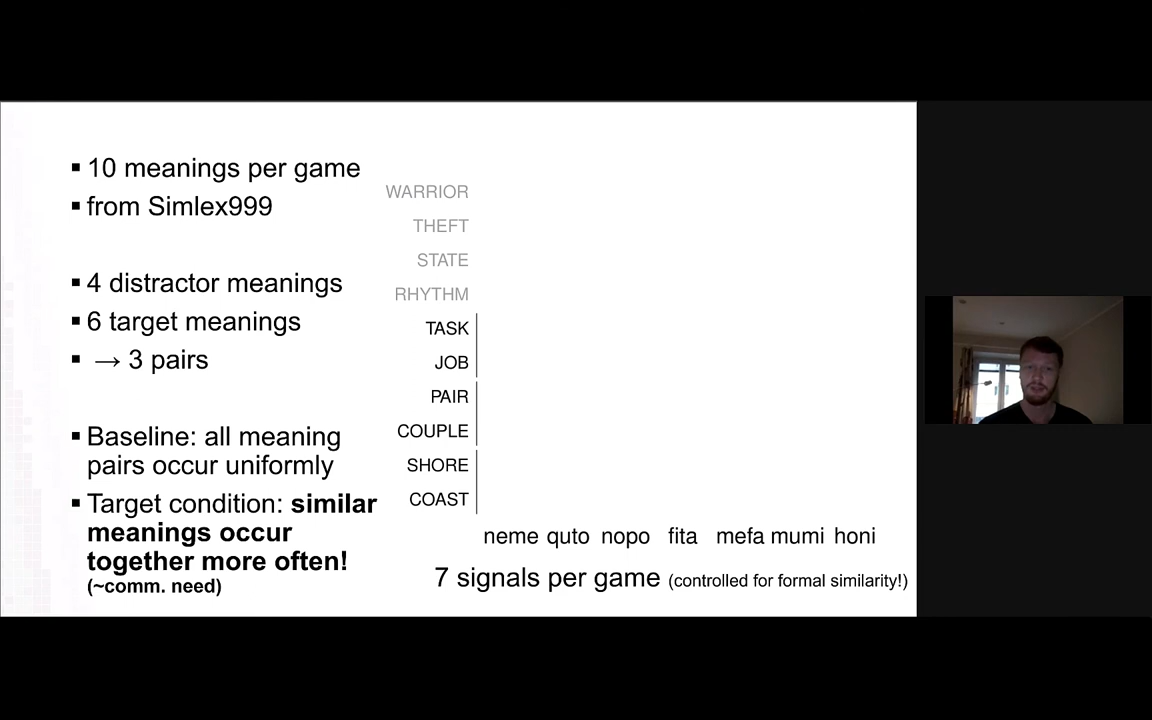 ▪ 10 meanings per game
▪ from Simlex999
▪ 4 distractor meanings
▪ 6 target meanings
▪ → 3 pairs
▪ Baseline: all meaning
pairs occur uniformly
▪ Target condition: similar
meanings occur
together more often!
(~comm. need)
WARRIOR
THEFT
STATE
RHYTHM
TASK
JOB
PAIR
COUPLE
SHORE
COAST
neme quto nopo fita mefa mumi honi
7 signals per game (controlled for formal similarity!)